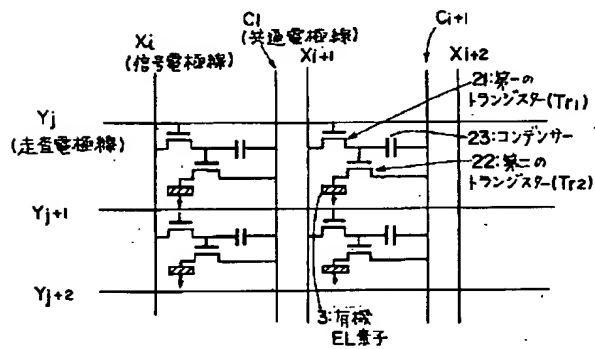 Xi
(信号電極線)
Ci
(共通電極線)
Xi+1
Ci+1
Xi+2
21:第一の
トランジスター(Tr1)
23:コンデンサー
22:第二の
トランジスター(Tr2)
Yj
(走査電極線)
Yj+1
Yj+2
3:有機
EL素子